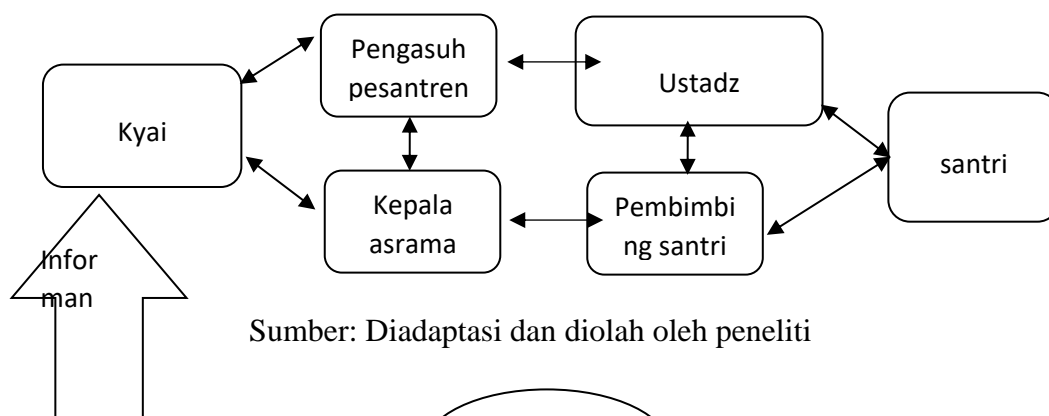 Kyai
Pengasuh
pesantren
Ustadz
santri
Kepala
asrama
Pembimbi
ng santri
Infor
man
Sumber: Diadaptasi dan diolah oleh peneliti